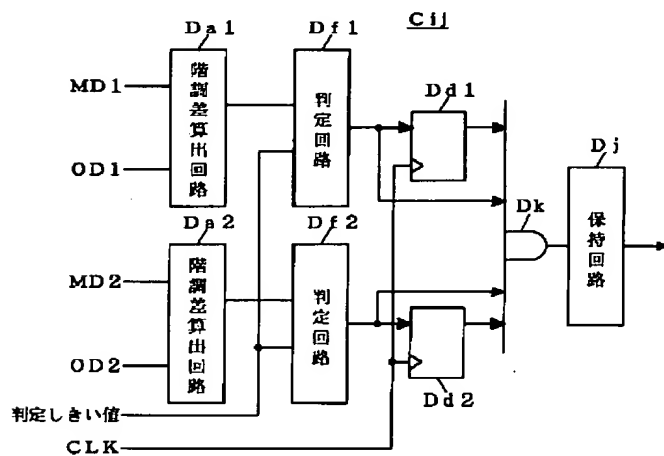 Cij
Da1
Df1
MD1
OD1
階調差算出回路
判定回路
Dd1
Dj
Dk
保持回路
Da2
Df2
MD2
OD2
階調差算出回路
判定回路
Dd2
判定しきい値
CLK